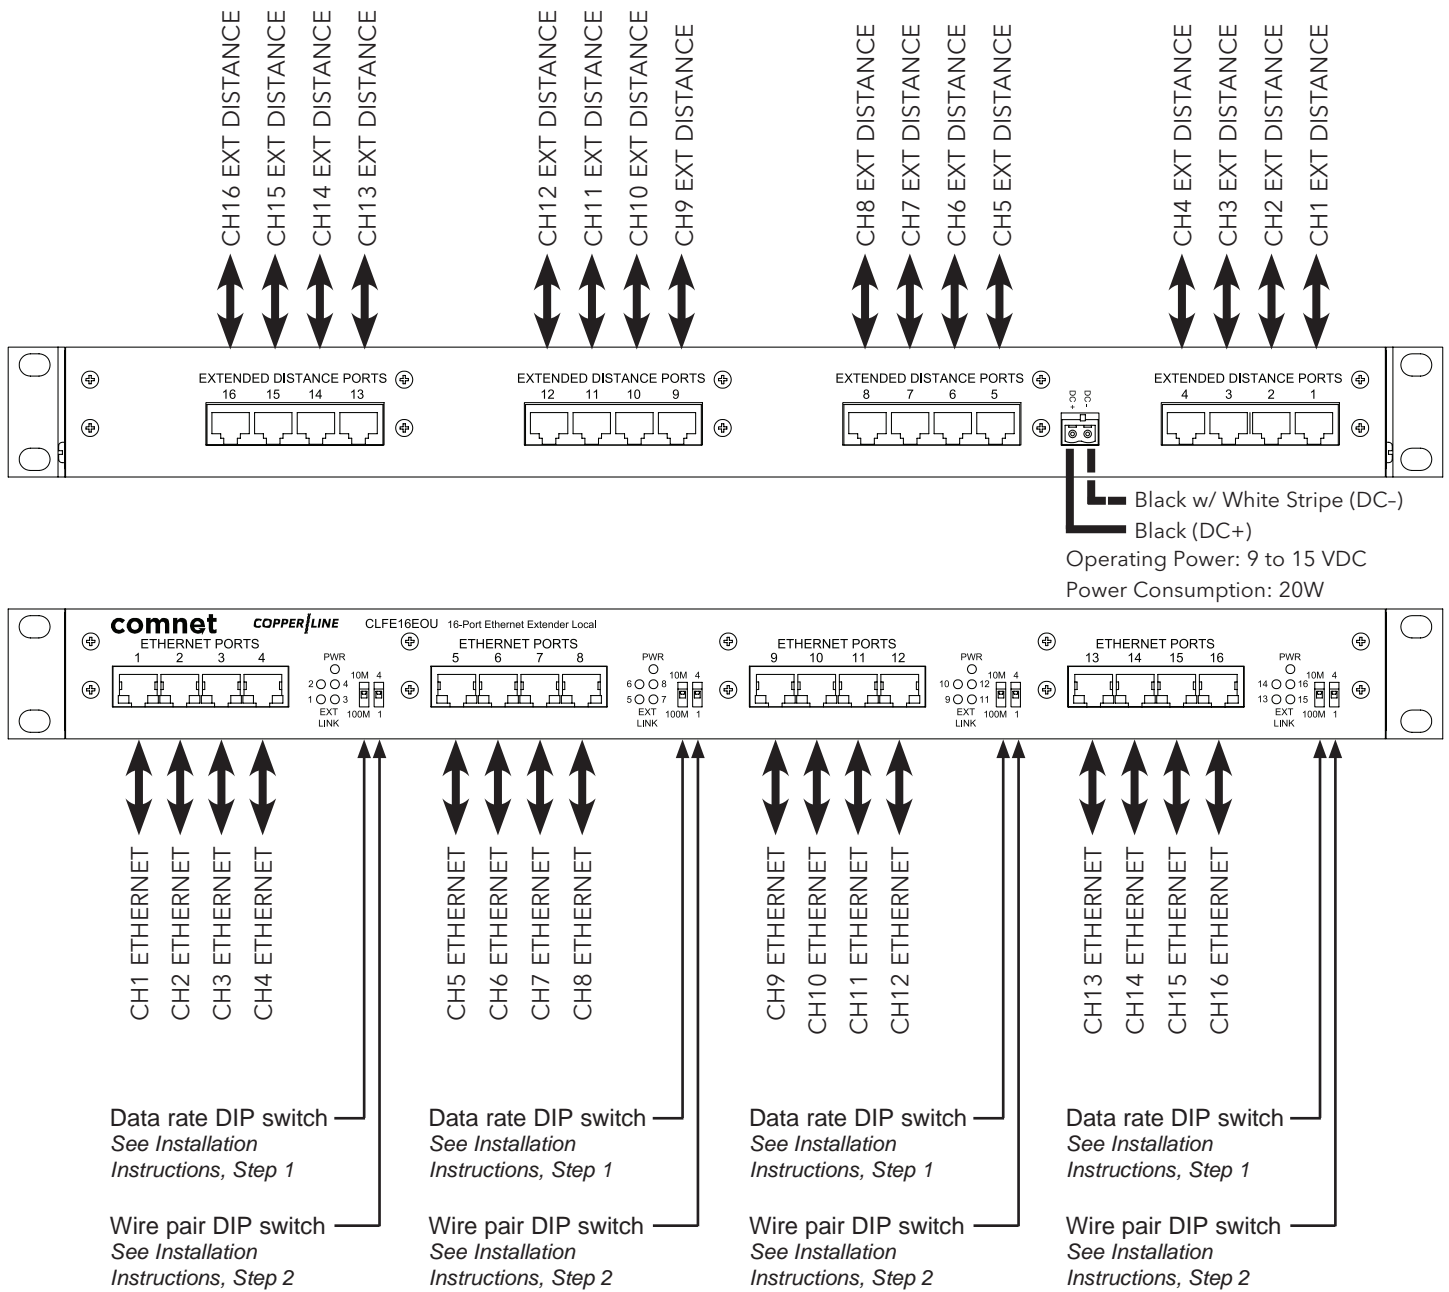 CH16 EXT DISTANCE
CH15 EXT DISTANCE
CH14 EXT DISTANCE
CH13 EXT DISTANCE
CH12 EXT DISTANCE
CH11 EXT DISTANCE
CH10 EXT DISTANCE
CH9 EXT DISTANCE
CH8 EXT DISTANCE
CH7 EXT DISTANCE
CH6 EXT DISTANCE
CH5 EXT DISTANCE
CH4 EXT DISTANCE
CH3 EXT DISTANCE
CH2 EXT DISTANCE
CH1 EXT DISTANCE
EXTENDED DISTANCE PORTS
16 15 14 13
EXTENDED DISTANCE PORTS
12 11 10 9
EXTENDED DISTANCE PORTS
8 7 6 5
DC +
DC -
EXTENDED DISTANCE PORTS
4 3 2 1
Black w/ White Stripe (DC–)
Black (DC+)
Operating Power: 9 to 15 VDC
Power Consumption: 20W
comnet COPPER/LINE CLFE16EOU 16-Port Ethernet Extender Local
ETHERNET PORTS
1 2 3 4
PWR
10M 4
2 4
1 3
EXT
LINK
100M 1
ETHERNET PORTS
5 6 7 8
PWR
10M 4
6 8
5 7
EXT
LINK
100M 1
ETHERNET PORTS
9 10 11 12
PWR
10M 4
10 12
9 11
EXT
LINK
100M 1
ETHERNET PORTS
13 14 15 16
PWR
10M 4
14 16
13 15
EXT
LINK
100M 1
CH1 ETHERNET
CH2 ETHERNET
CH3 ETHERNET
CH4 ETHERNET
CH5 ETHERNET
CH6 ETHERNET
CH7 ETHERNET
CH8 ETHERNET
CH9 ETHERNET
CH10 ETHERNET
CH11 ETHERNET
CH12 ETHERNET
CH13 ETHERNET
CH14 ETHERNET
CH15 ETHERNET
CH16 ETHERNET
Data rate DIP switch
See Installation
Instructions, Step 1
Data rate DIP switch
See Installation
Instructions, Step 1
Data rate DIP switch
See Installation
Instructions, Step 1
Data rate DIP switch
See Installation
Instructions, Step 1
Wire pair DIP switch
See Installation
Instructions, Step 2
Wire pair DIP switch
See Installation
Instructions, Step 2
Wire pair DIP switch
See Installation
Instructions, Step 2
Wire pair DIP switch
See Installation
Instructions, Step 2